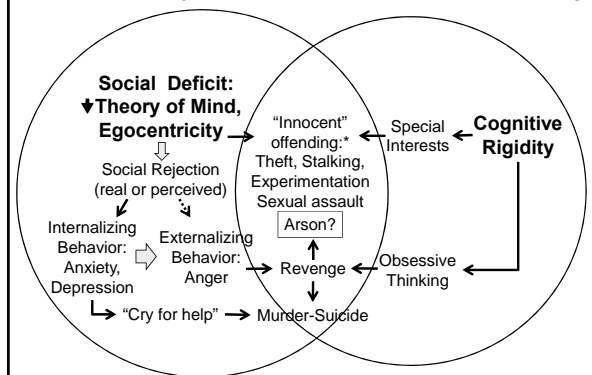 Social Deficit:
Theory of Mind,
Egocentricity
Social Rejection
(real or perceived)
Internalizing
Behavior:
Anxiety,
Depression
Externalizing
Behavior:
Anger
"Cry for help"
"Innocent"
offending:*
Theft, Stalking,
Experimentation
Sexual assault
Arson?
Revenge
Murder-Suicide
Special
Interests
Cognitive
Rigidity
Obsessive
Thinking